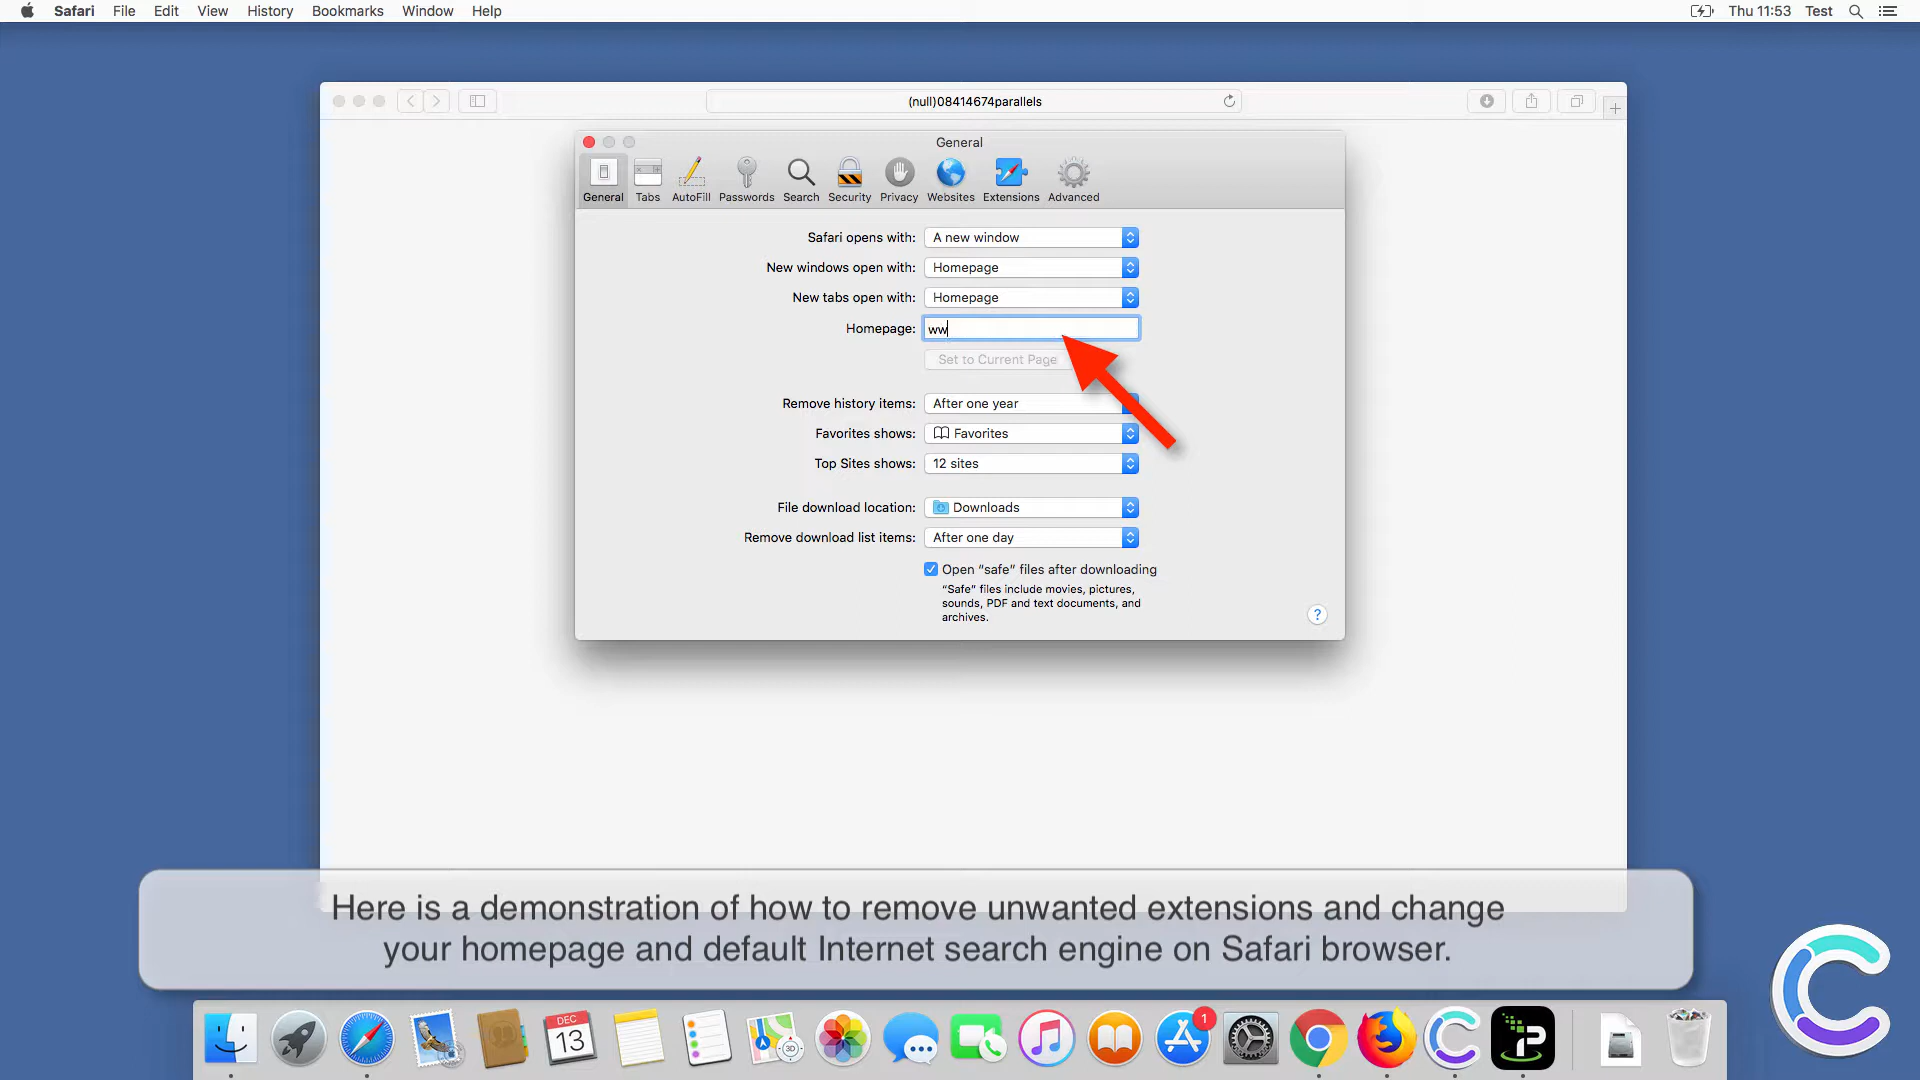 Safari File Edit View History Bookmarks Window Help Thu 11:53 Test
(null)08414674parallels
General
General Tabs AutoFill Passwords Search Security Privacy Websites Extensions Advanced
Safari opens with: A new window
New windows open with: Homepage
New tabs open with: Homepage
Homepage: ww
Set to Current Page
Remove history items: After one year
Favorites shows: Favorites
Top Sites shows: 12 sites
File download location: Downloads
Remove download list items: After one day
Open “safe” files after downloading
“Safe” files include movies, pictures,
sounds, PDF and text documents, and
archives.
?
Here is a demonstration of how to remove unwanted extensions and change
your homepage and default Internet search engine on Safari browser.
DEC
13
3D
1